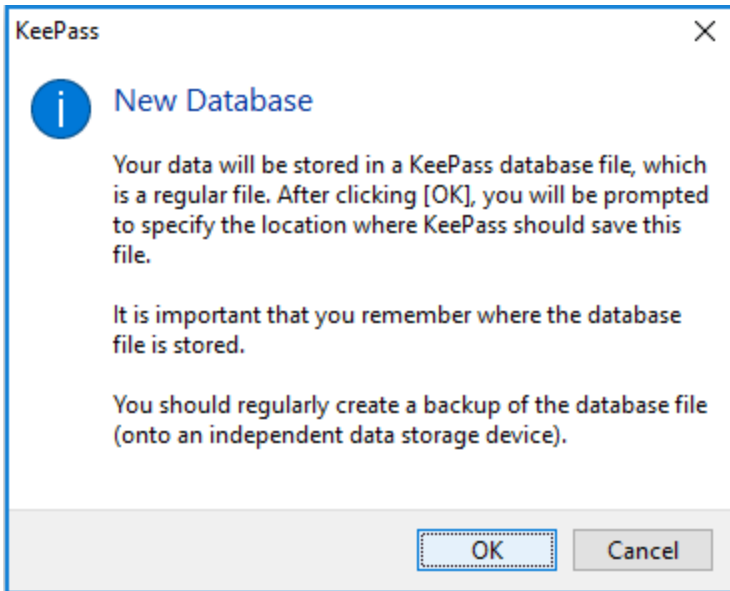 KeePass
New Database
Your data will be stored in a KeePass database file, which
is a regular file. After clicking [OK], you will be prompted
to specify the location where KeePass should save this
file.
It is important that you remember where the database
file is stored.
You should regularly create a backup of the database file
(onto an independent data storage device).
OK Cancel